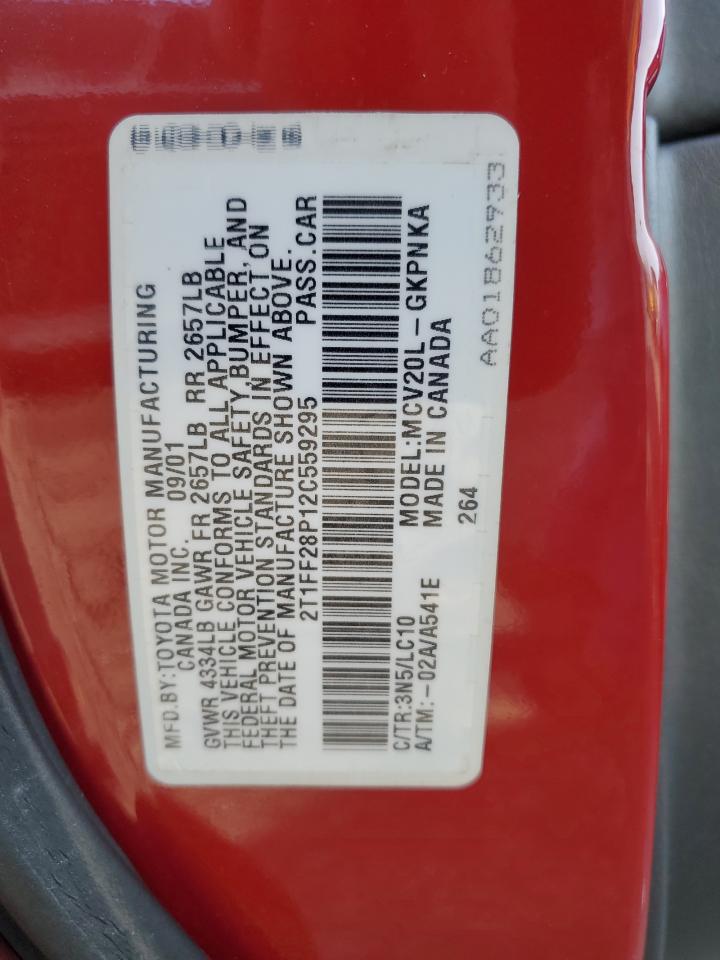 MFD.BY:TOYOTA MOTOR MANUFACTURING
CANADA INC. 09/01
GVWR 4334LB GAWR FR 2657LB RR 2657LB
THIS VEHICLE CONFORMS TO ALL APPLICABLE
FEDERAL MOTOR VEHICLE SAFETY,BUMPER, AND
THEFT PREVENTION STANDARDS IN EFFECT ON
THE DATE OF MANUFACTURE SHOWN ABOVE.
2T1FF28P12C559295 PASS.CAR
C/TR:3N5/LC10 MODEL:MCV20L-GKPNKA
A/TM:-02A/A541E MADE IN CANADA
264
AA01862933